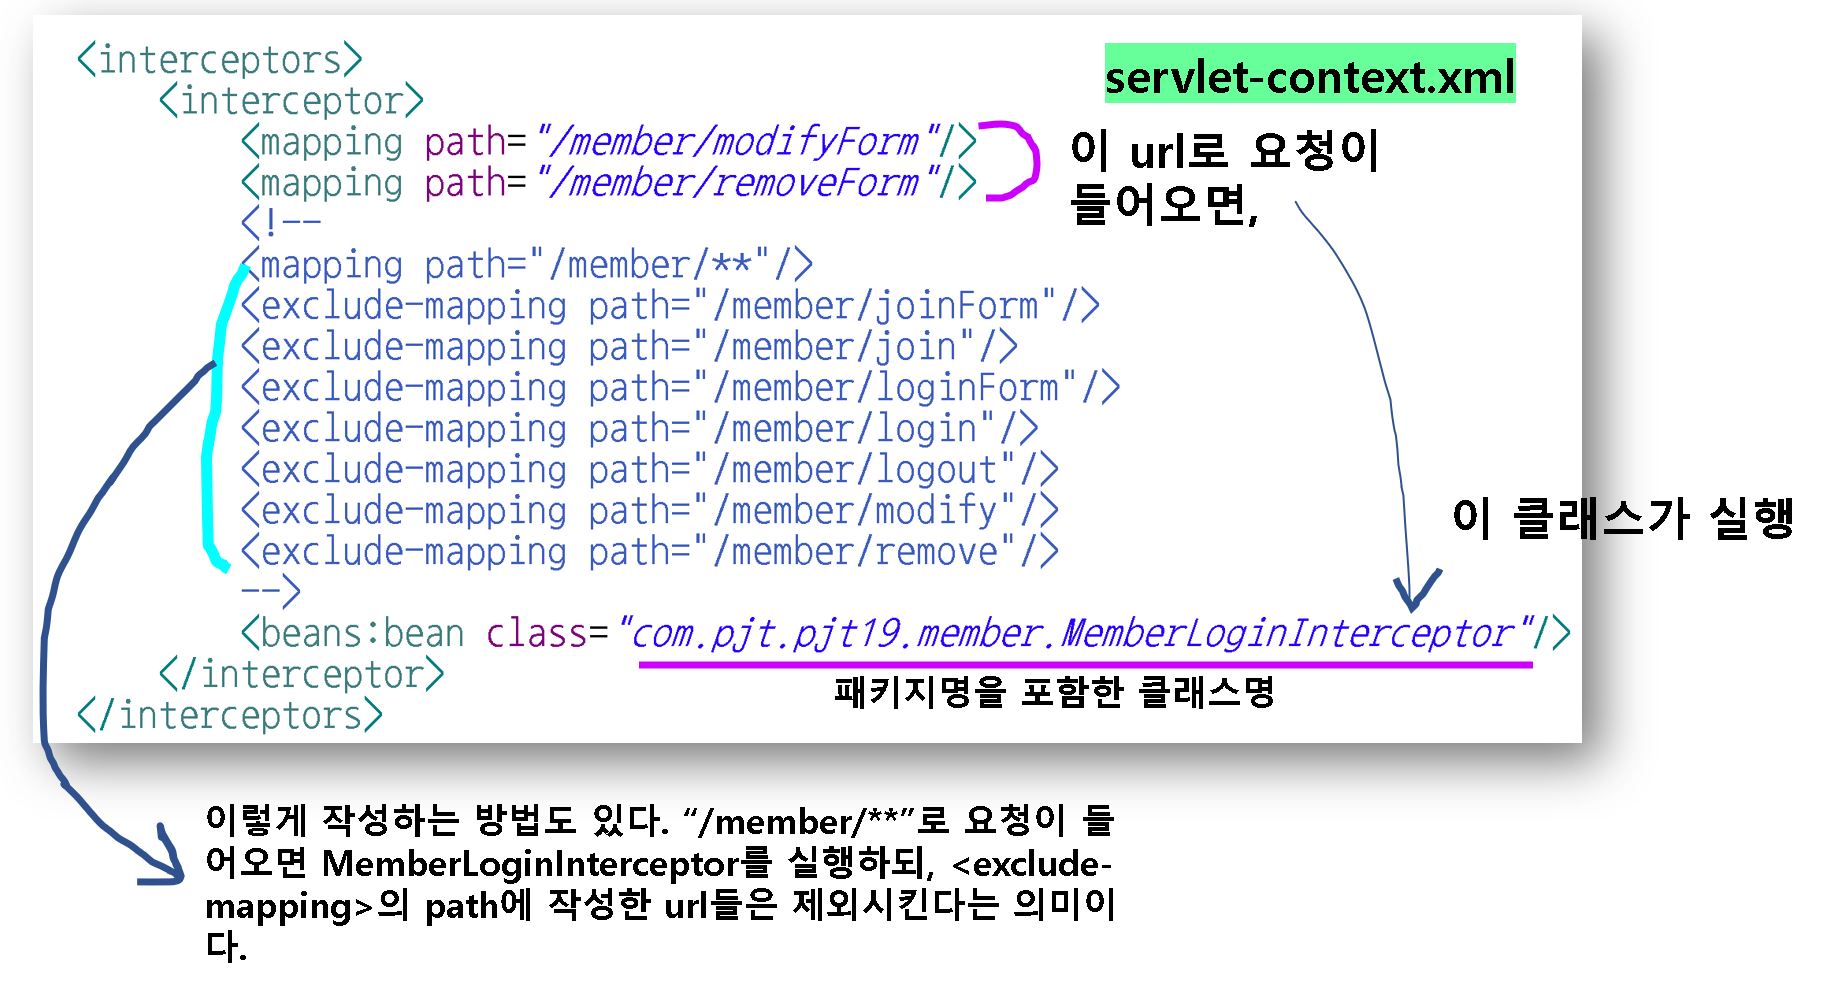 <interceptors>
<interceptor>
servlet-context.xml
<mapping path="/member/modifyForm"/>
<mapping path="/member/removeForm"/>
이 url로 요청이
들어오면,
<!--
<mapping path="/member/**"/>
<exclude-mapping path="/member/joinForm"/>
<exclude-mapping path="/member/join"/>
<exclude-mapping path="/member/loginForm"/>
<exclude-mapping path="/member/login"/>
<exclude-mapping path="/member/logout"/>
<exclude-mapping path="/member/modify"/>
<exclude-mapping path="/member/remove"/>
-->
이 클래스가 실행
<beans:bean class="com.pjt.pjt19.member.MemberLoginInterceptor"/>
</interceptor>
패키지명을 포함한 클래스명
</interceptors>
이렇게 작성하는 방법도 있다. “/member/**”로 요청이 들
어오면 MemberLoginInterceptor를 실행하되, <exclude-
mapping>의 path에 작성한 url들은 제외시킨다는 의미이
다.